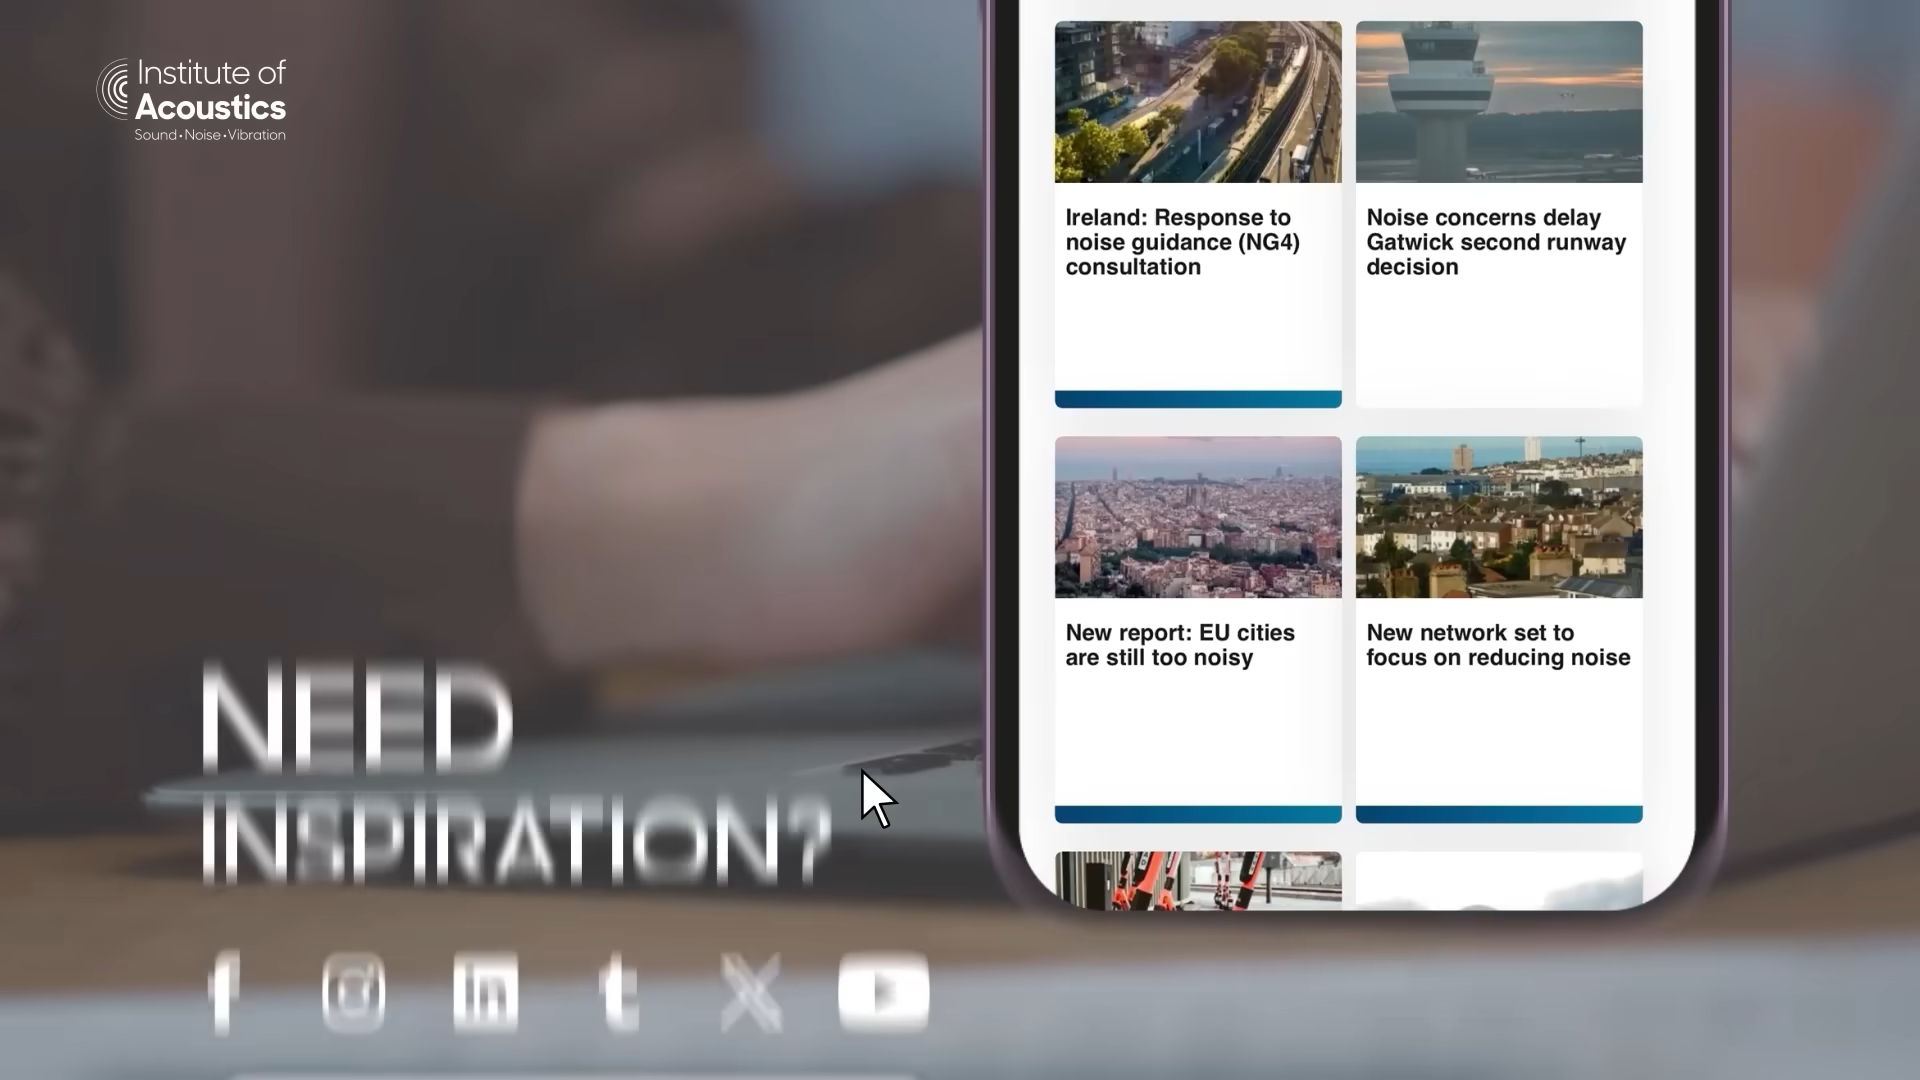 Institute of
Acoustics
Sound•Noise•Vibration
Ireland: Response to
noise guidance (NG4)
consultation
Noise concerns delay
Gatwick second runway
decision
New report: EU cities
are still too noisy
New network set to
focus on reducing noise
NEED
INSPIRATION?